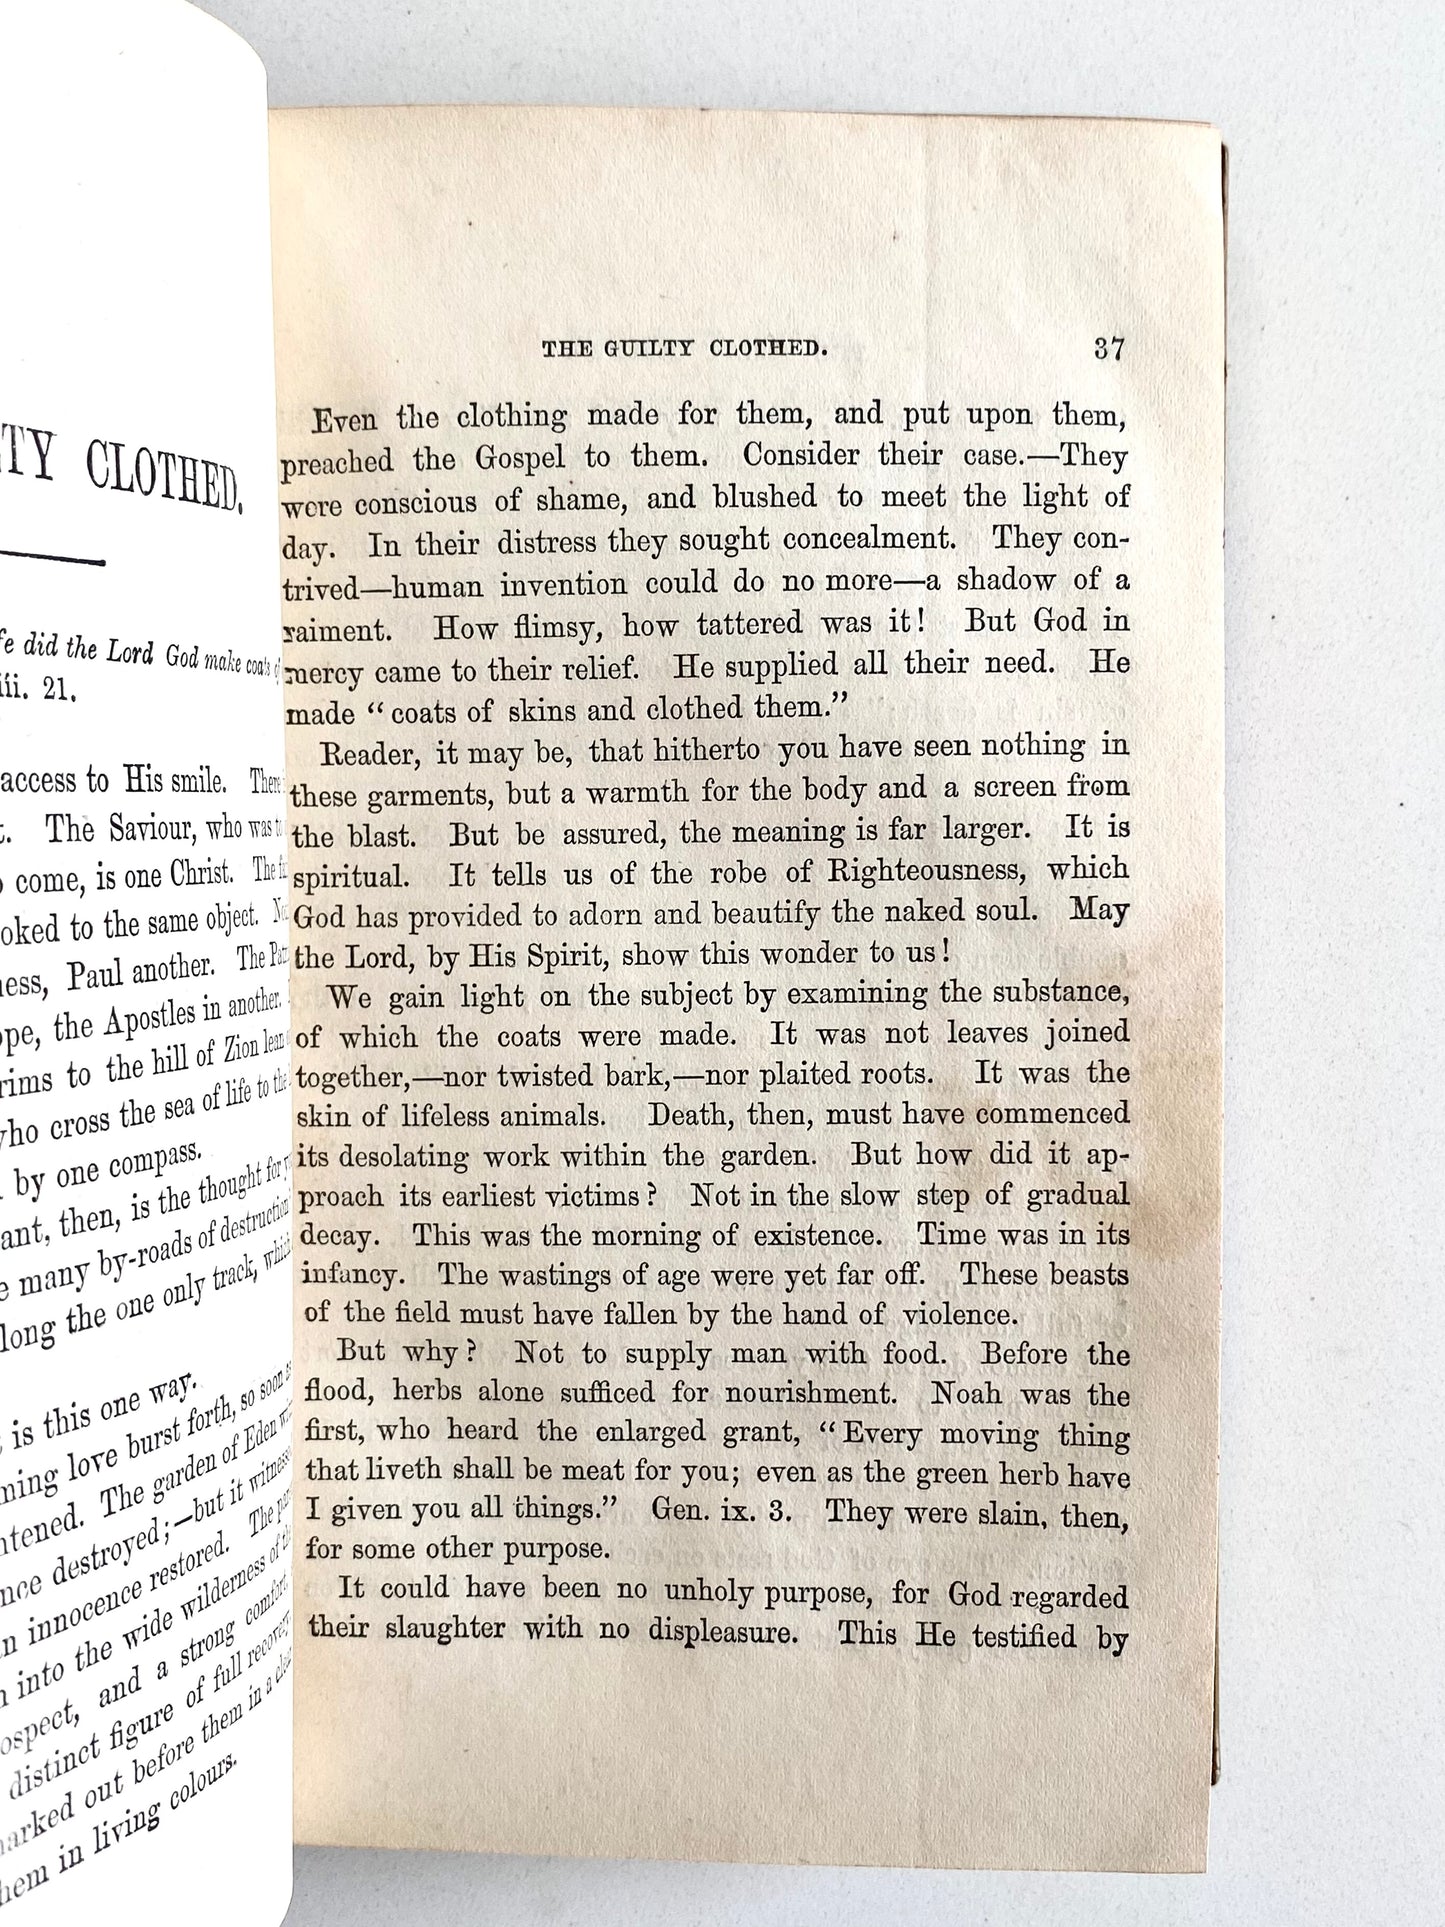 CLOTHED.
did the Lord God make coats
iii. 21.
access to His smile.
The Saviour, who was
come, is one Christ. The
to the same object.
Paul another. The
the Apostles in another.
to the hill of Zion lean
who cross the sea of life to the
by one compass.
then, is the thought for
many by-roads of destruction
long the one only track, which
is this one way.
love burst forth, so soon
The garden of Eden
destroyed;—but it
innocence restored. The
into the wide wilderness of
and a strong comfort.
distinct figure of full recovery
out before them in a
in living colours.
THE GUILTY CLOTHED. 37
Even the clothing made for them, and put upon them,
preached the Gospel to them. Consider their case.—They
were conscious of shame, and blushed to meet the light of
day. In their distress they sought concealment. They con-
trived—human invention could do no more—a shadow of a
raiment. How flimsy, how tattered was it! But God in
mercy came to their relief. He supplied all their need. He
made “coats of skins and clothed them.”
Reader, it may be, that hitherto you have seen nothing in
these garments, but a warmth for the body and a screen from
the blast. But be assured, the meaning is far larger. It is
spiritual. It tells us of the robe of Righteousness, which
God has provided to adorn and beautify the naked soul. May
the Lord, by His Spirit, show this wonder to us!
We gain light on the subject by examining the substance,
of which the coats were made. It was not leaves joined
together,—nor twisted bark,—nor plaited roots. It was the
skin of lifeless animals. Death, then, must have commenced
its desolating work within the garden. But how did it ap-
proach its earliest victims? Not in the slow step of gradual
decay. This was the morning of existence. Time was in its
infancy. The wastings of age were yet far off. These beasts
of the field must have fallen by the hand of violence.
But why? Not to supply man with food. Before the
flood, herbs alone sufficed for nourishment. Noah was the
first, who heard the enlarged grant, “Every moving thing
that liveth shall be meat for you; even as the green herb have
I given you all things.” Gen. ix. 3. They were slain, then,
for some other purpose.
It could have been no unholy purpose, for God regarded
their slaughter with no displeasure. This He testified by